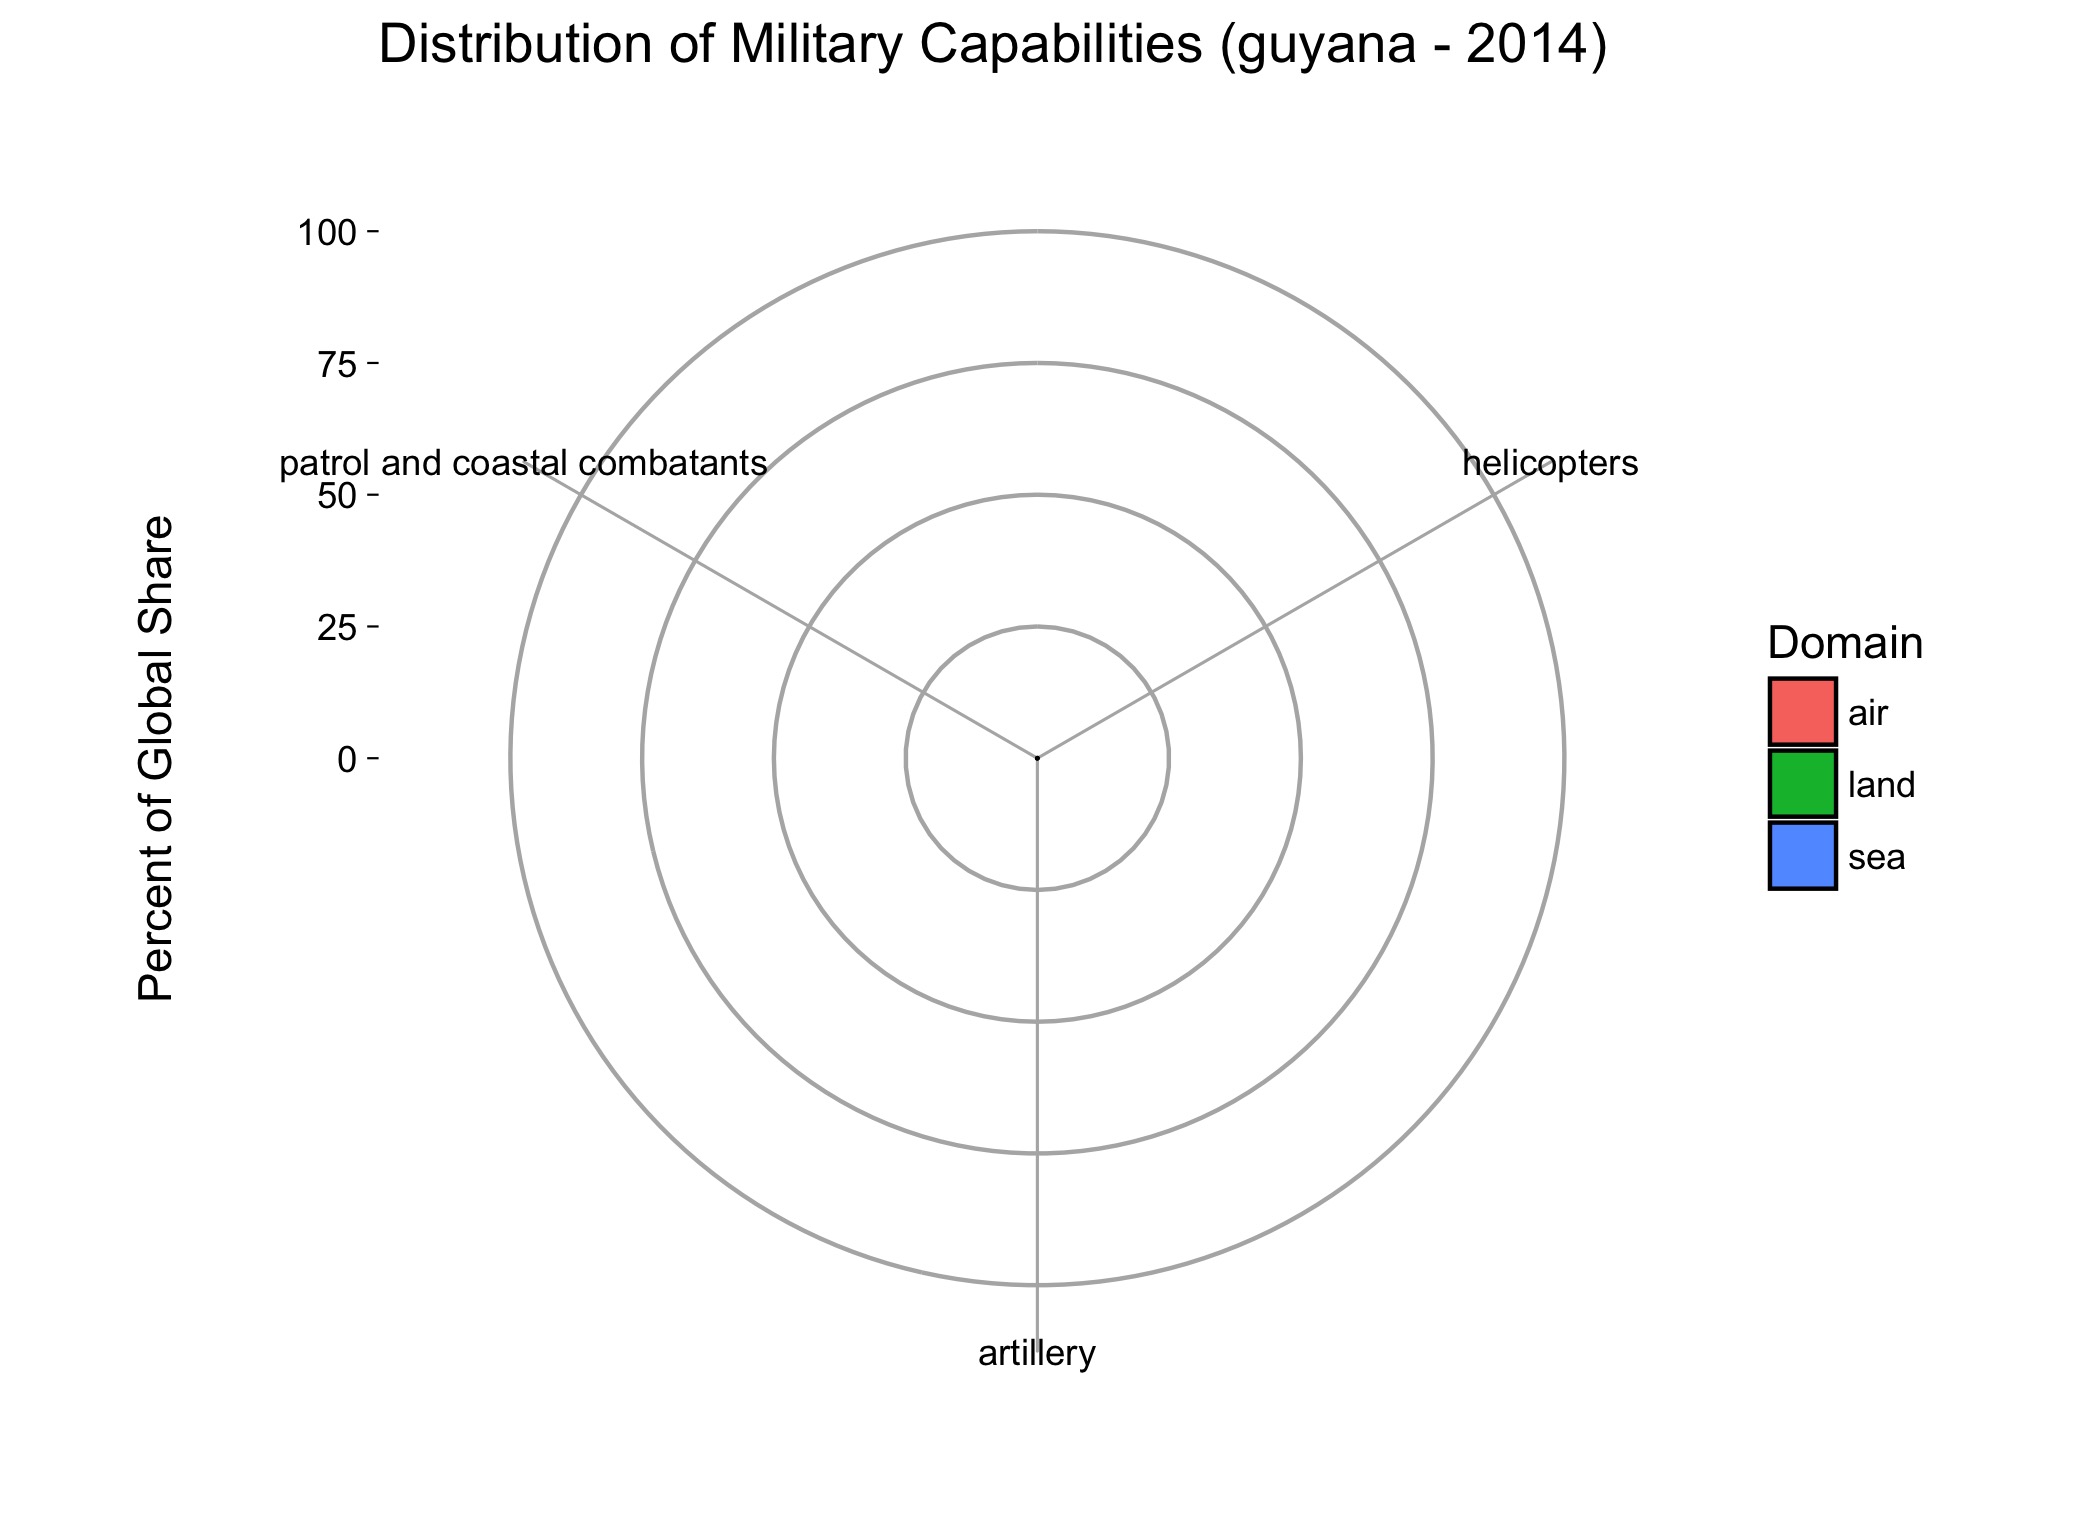 Distribution of Military Capabilities (guyana - 2014)
100
75
patrol and coastal combatants
helicopters
50
25
0
Percent of Global Share
Domain
air
land
sea
artillery